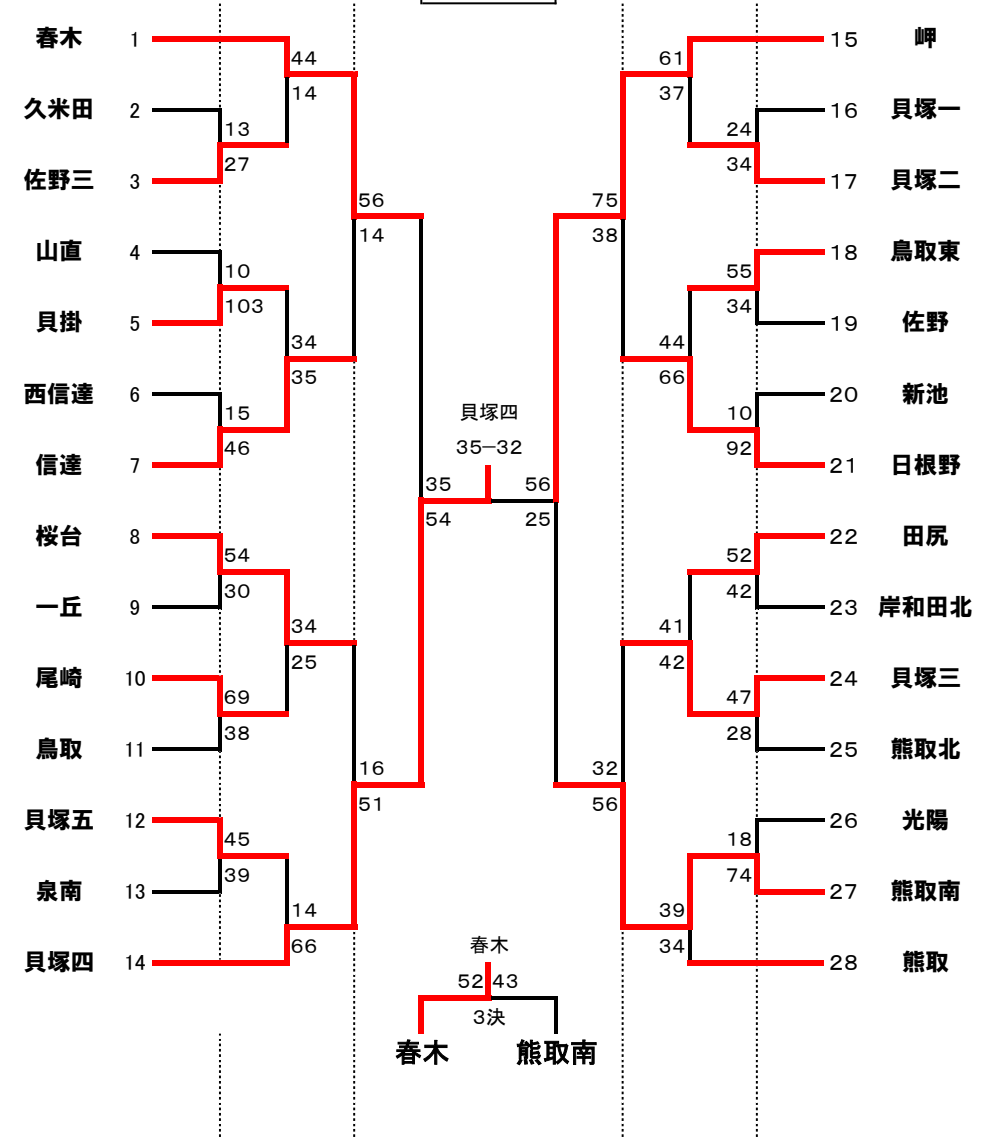 春木 1 44 61 15 岬
14 37
久米田 2 16 貝塚一
13 24
佐野三 3 27 34 17 貝塚二
56 75
山直 4 14 38 18 鳥取東
10 55
貝掛 5 103 34 19 佐野
34 44
35 66
西信達 6 20 新池
15 貝塚四 10
信達 7 46 35−32 92 21 日根野
35 56
54 25
桜台 8 22 田尻
54 52
一丘 9 30 42 23 岸和田北
34 41
25 42
尾崎 10 24 貝塚三
69 47
鳥取 11 38 28 25 熊取北
16 32
51 56
貝塚五 12 26 光陽
45 18
泉南 13 39 74 27 熊取南
14 39
66 34
貝塚四 14 春木 28 熊取
52 43
3決
春木 熊取南